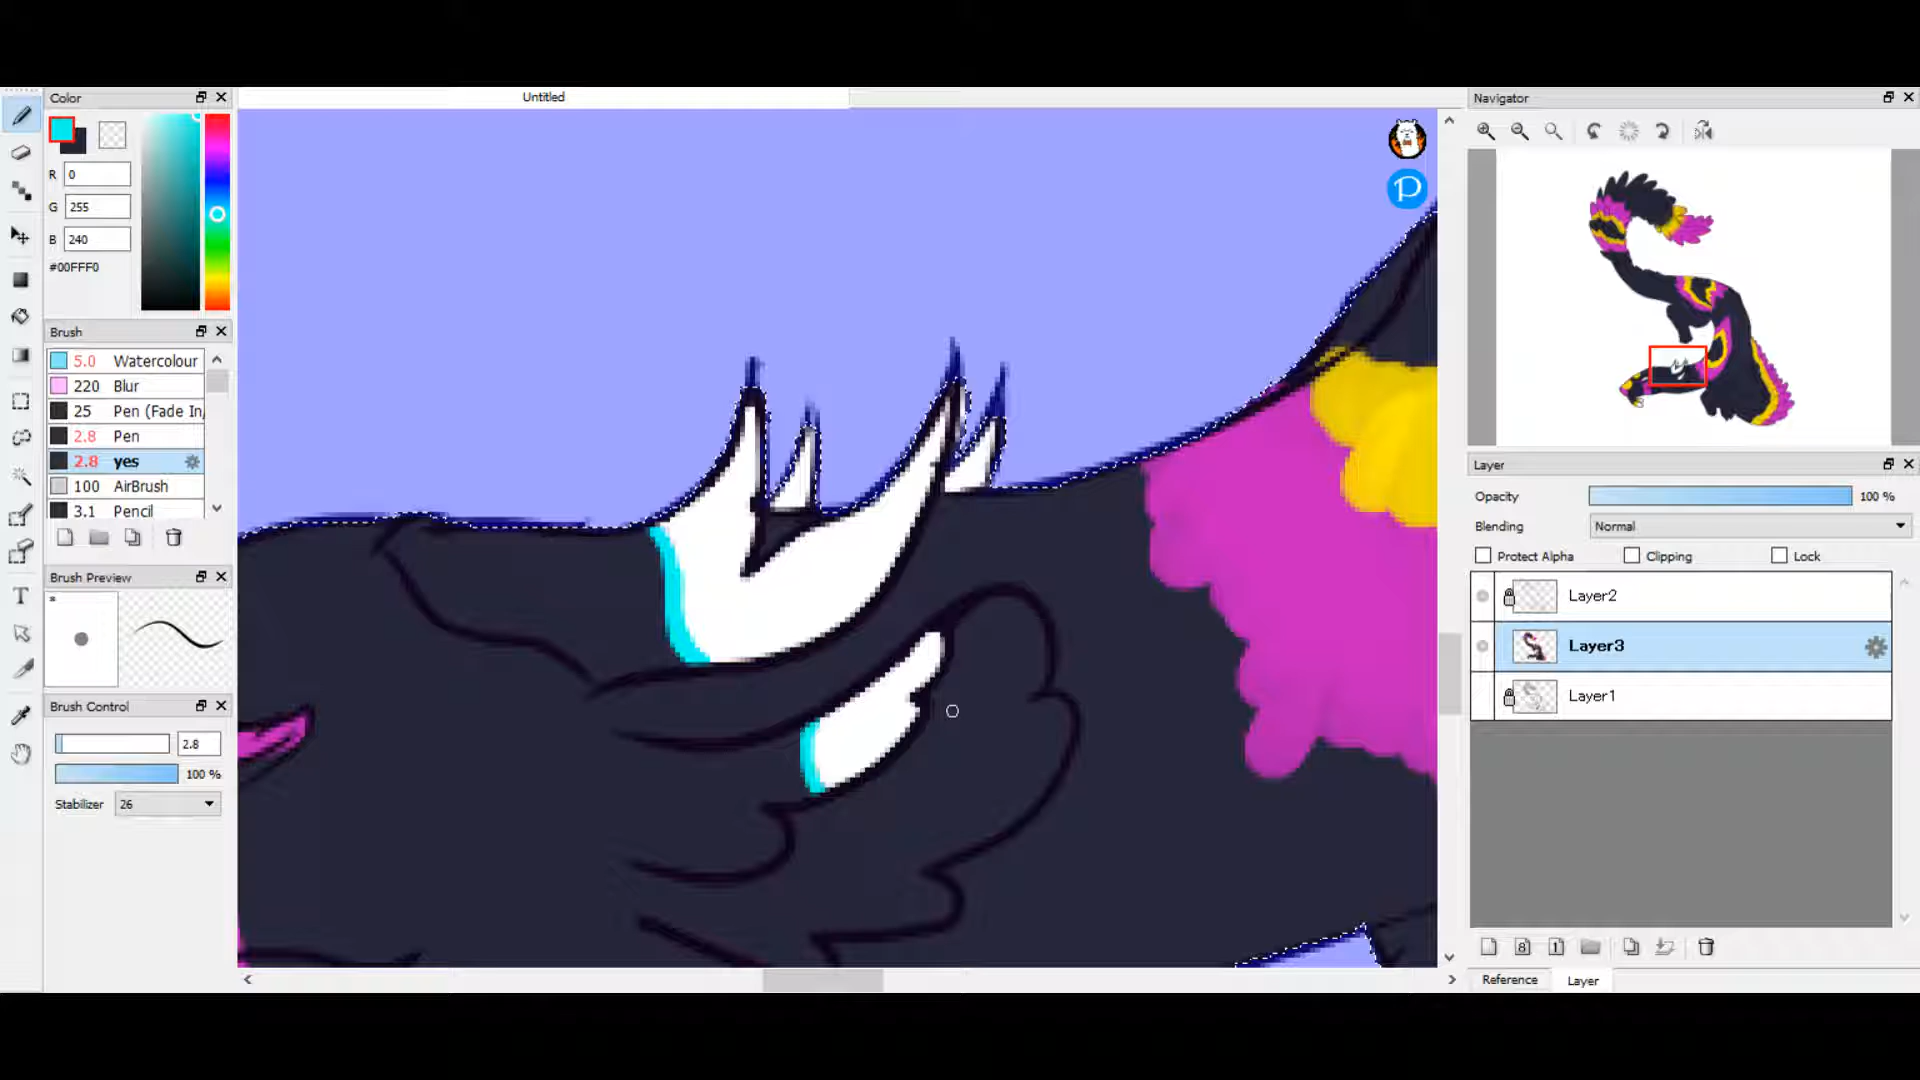 Color
Untitled
Navigator
R 0
G 255
B 240
#00FFF0
P
Brush
5.0 Watercolour
220 Blur
25 Pen (Fade In,
2.8 Pen
2.8 yes
100 AirBrush
3.1 Pencil
Layer
Opacity 100 %
Blending Normal
Protect Alpha Clipping Lock
Brush Preview
Layer2
Layer3
Layer1
Brush Control
2.8
100 %
Stabilizer 26
8 1
T
Reference Layer